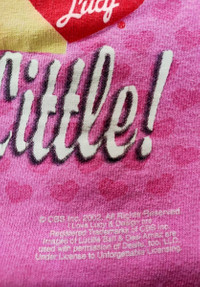 Lucy
Little!
© CBS Inc. 2002. All Rights Reserved
I Love Lucy & Design TM
Registered Trademarks of CBS Inc.
Images of Lucille Ball & Desi Arnaz are
used with permission of Desilu, too, LLC.
Under License to Unforgettable Licensing.